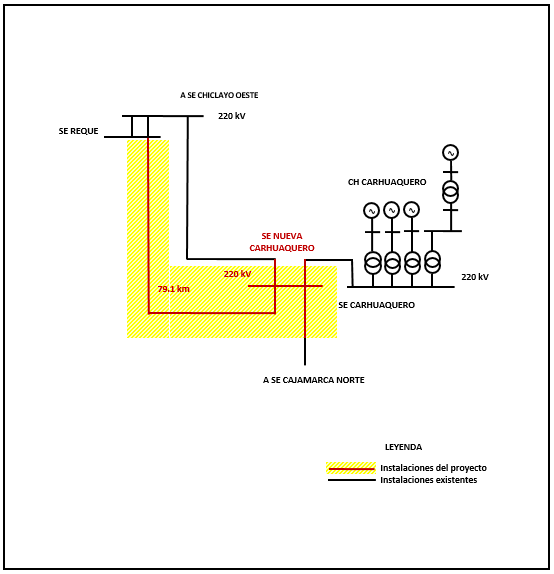 A SE CHICLAYO OESTE
220 kV
SE REQUE
CH CARHUAQUERO
SE NUEVA
CARHUAQUERO
220 kV
220 kV
79.1 km
SE CARHUAQUERO
A SE CAJAMARCA NORTE
LEYENDA
Instalaciones del proyecto
Instalaciones existentes